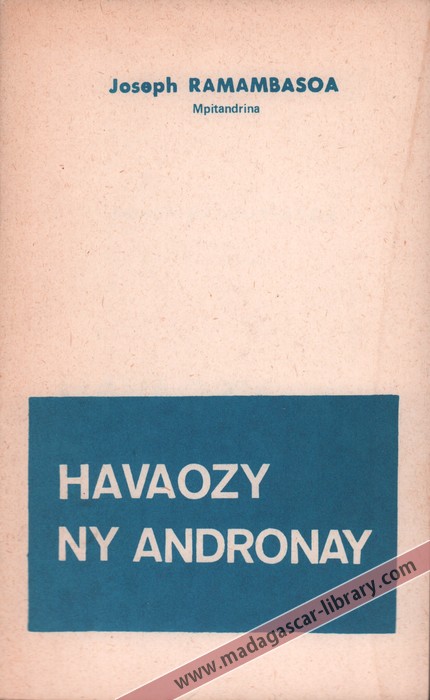 Joseph RAMAMBASOA
Mpitandrina
HAVAOZY
NY ANDRONAY
www.madagascar-library.com